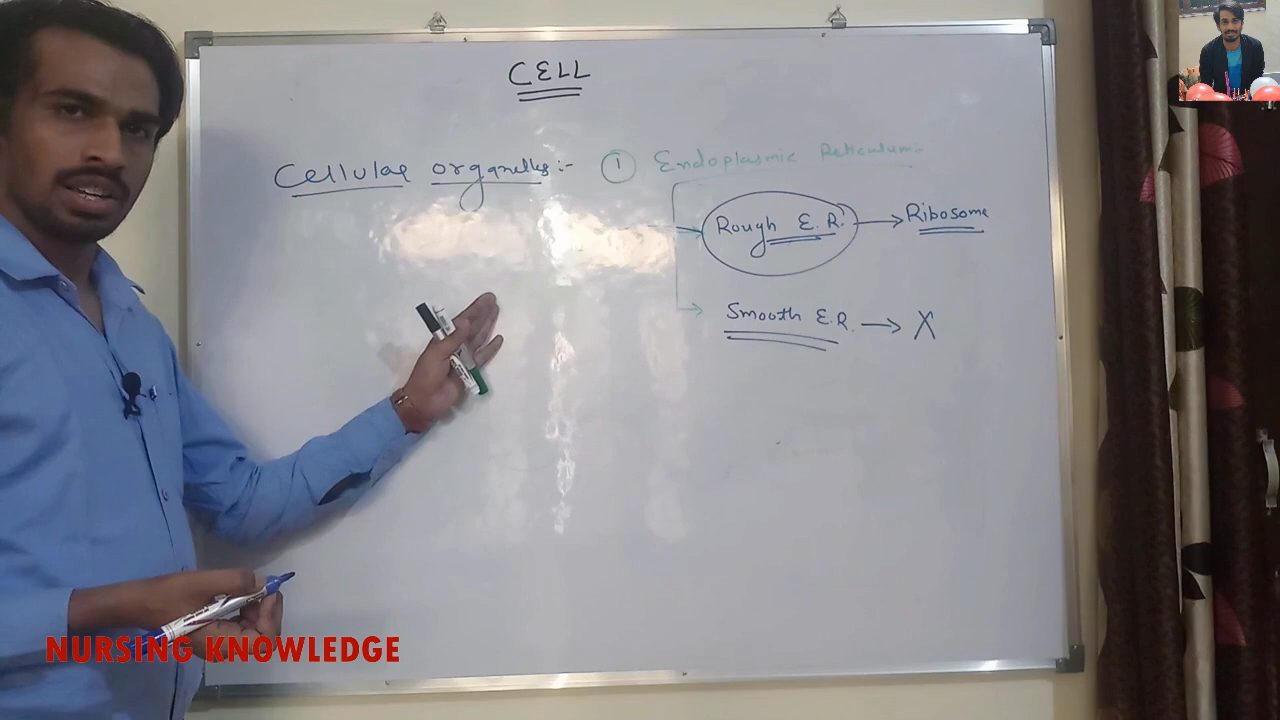 CELL
Cellular organelles:- ① Endoplasmic Reticulum:-
Rough E.R. → Ribosome
Smooth E.R. → X
NURSING KNOWLEDGE